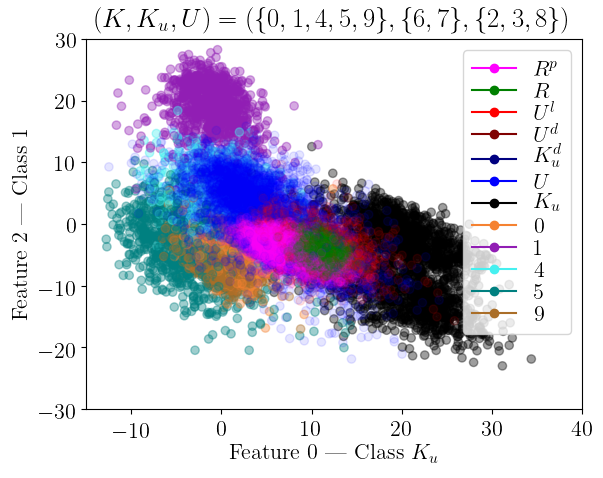 (K, K_u, U) = ({0, 1, 4, 5, 9}, {6, 7}, {2, 3, 8})
30
20
10
0
−10
−20
−30
Feature 2 — Class 1
−10
0
10
20
30
40
Feature 0 — Class K_u
R^p
R
U^l
U^d
K_u^d
U
K_u
0
1
4
5
9